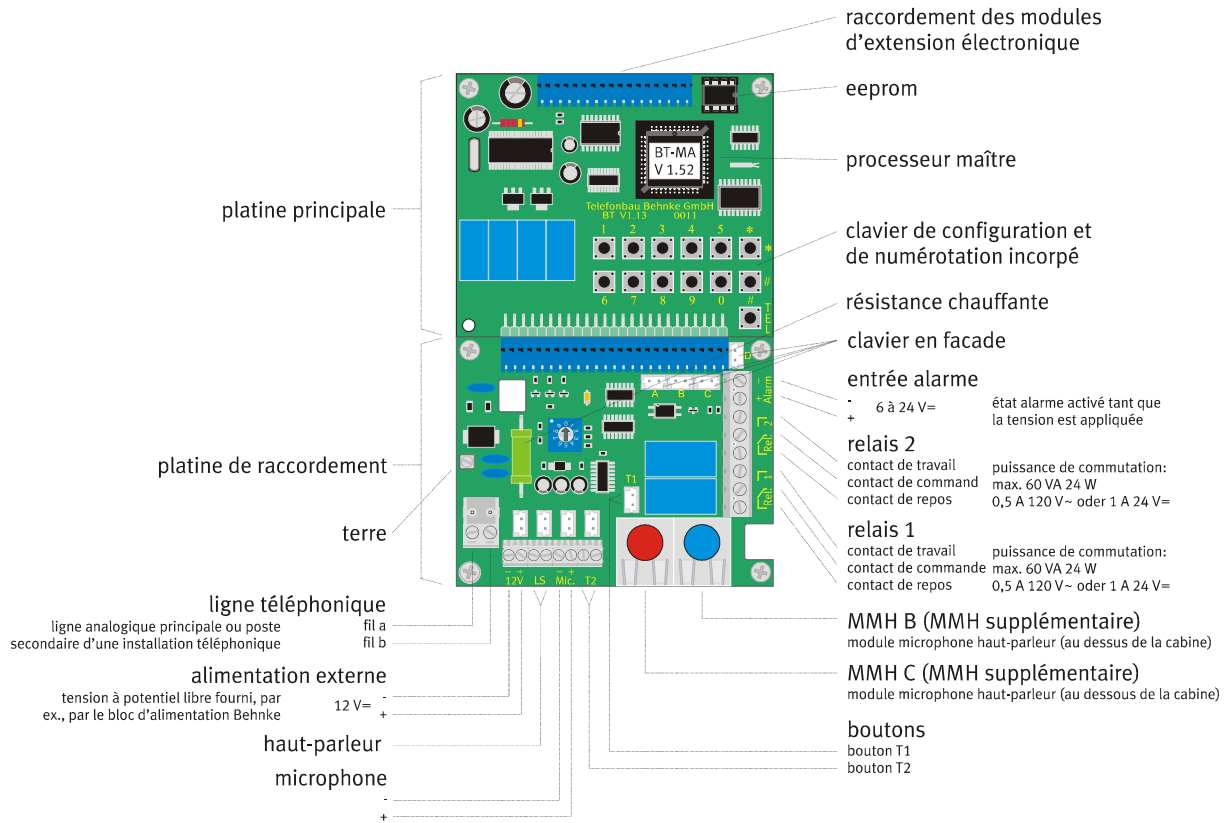 raccordement des modules
d'extension électronique
eeprom
processeur maître
clavier de configuration et
de numérotation incorpé
résistance chauffante
clavier en facade
entrée alarme
- 6 à 24 V= état alarme activé tant que
+ la tension est appliquée
relais 2
contact de travail puissance de commutation:
contact de command max. 60 VA 24 W
contact de repos 0,5 A 120 V~ oder 1 A 24 V=
relais 1
contact de travail puissance de commutation:
contact de commande max. 60 VA 24 W
contact de repos 0,5 A 120 V~ oder 1 A 24 V=
MMH B (MMH supplémentaire)
module microphone haut-parleur (au dessus de la cabine)
MMH C (MMH supplémentaire)
module microphone haut-parleur (au dessous de la cabine)
boutons
bouton T1
bouton T2
platine principale
platine de raccordement
terre
ligne téléphonique
ligne analogique principale ou poste fil a
secondaire d'une installation téléphonique fil b
alimentation externe
tension à potentiel libre fourni, par -
ex., par le bloc d'alimentation Behnke 12 V= +
haut-parleur
microphone
-
+
BT-MA
V 1.52
Telefonbau Behnke GmbH
BT V1.13 0011
1 2 3 4 5 *
*
#
6 7 8 9 0 #
TEL
D
A B C
- + Alarm
Rel. 2
Rel. 1
T1
- + - +
12V LS Mic. T2